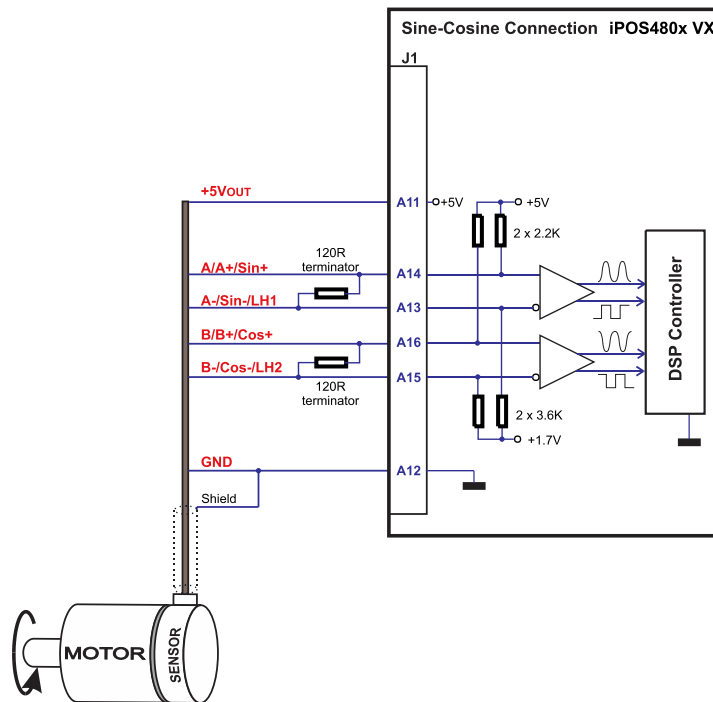 Sine-Cosine Connection iPOS480x VX
J1
+5VOUT
A11
+5V
+5V
2 x 2.2K
120R
terminator
A/A+/Sin+
A14
A-/Sin-/LH1
A13
B/B+/Cos+
A16
B-/Cos-/LH2
A15
120R
terminator
2 x 3.6K
+1.7V
DSP Controller
GND
A12
Shield
MOTOR
SENSOR